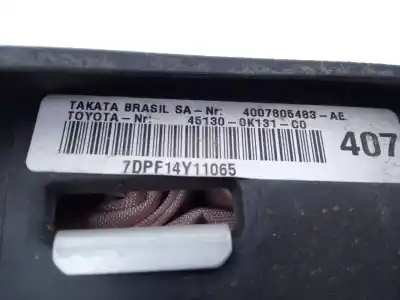 TAKATA BRASIL SA-Nr: 4007805483-AE
TOYOTA-Nr: 45130-0K131-C0
407
7DPF14Y11065